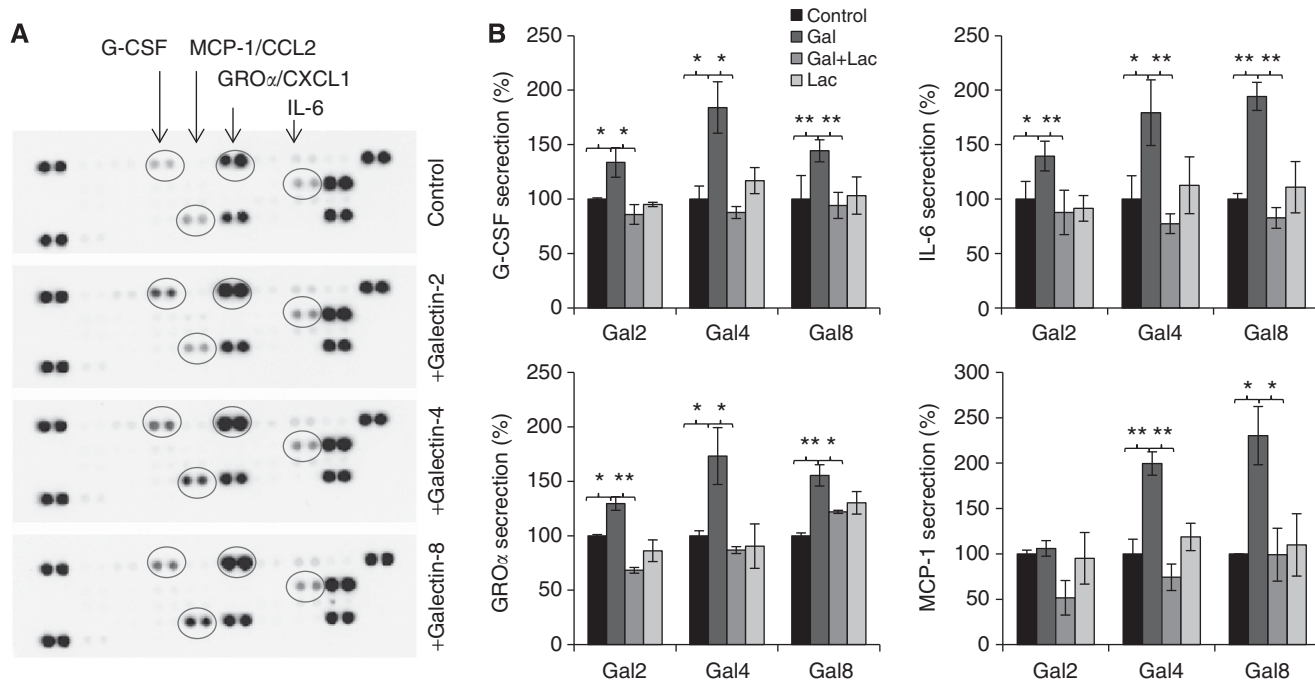 A
G-CSF
MCP-1/CCL2
GROα/CXCL1
IL-6
Control
+Galectin-2
+Galectin-4
+Galectin-8
B
Control
Gal
Gal+Lac
Lac
G-CSF secretion (%)
250
200
150
100
50
0
* *
* *
** **
Gal2 Gal4 Gal8
IL-6 secrection (%)
250
200
150
100
50
0
* **
* **
** **
Gal2 Gal4 Gal8
GROα secrection (%)
250
200
150
100
50
0
* **
* *
** *
Gal2 Gal4 Gal8
MCP-1 secrection (%)
300
250
200
150
100
50
0
** **
* *
Gal2 Gal4 Gal8